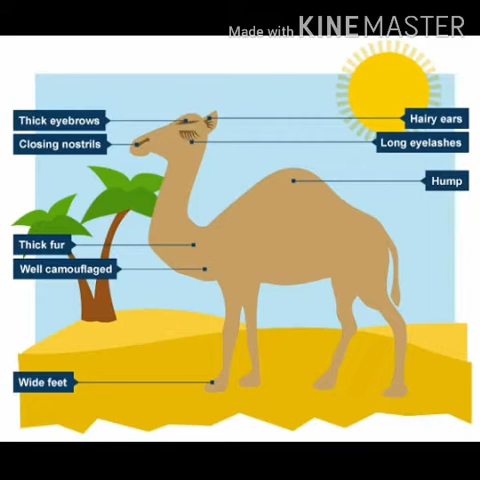 Made with KINEMASTER
Thick eyebrows
Hairy ears
Closing nostrils
Long eyelashes
Hump
Thick fur
Well camouflaged
Wide feet